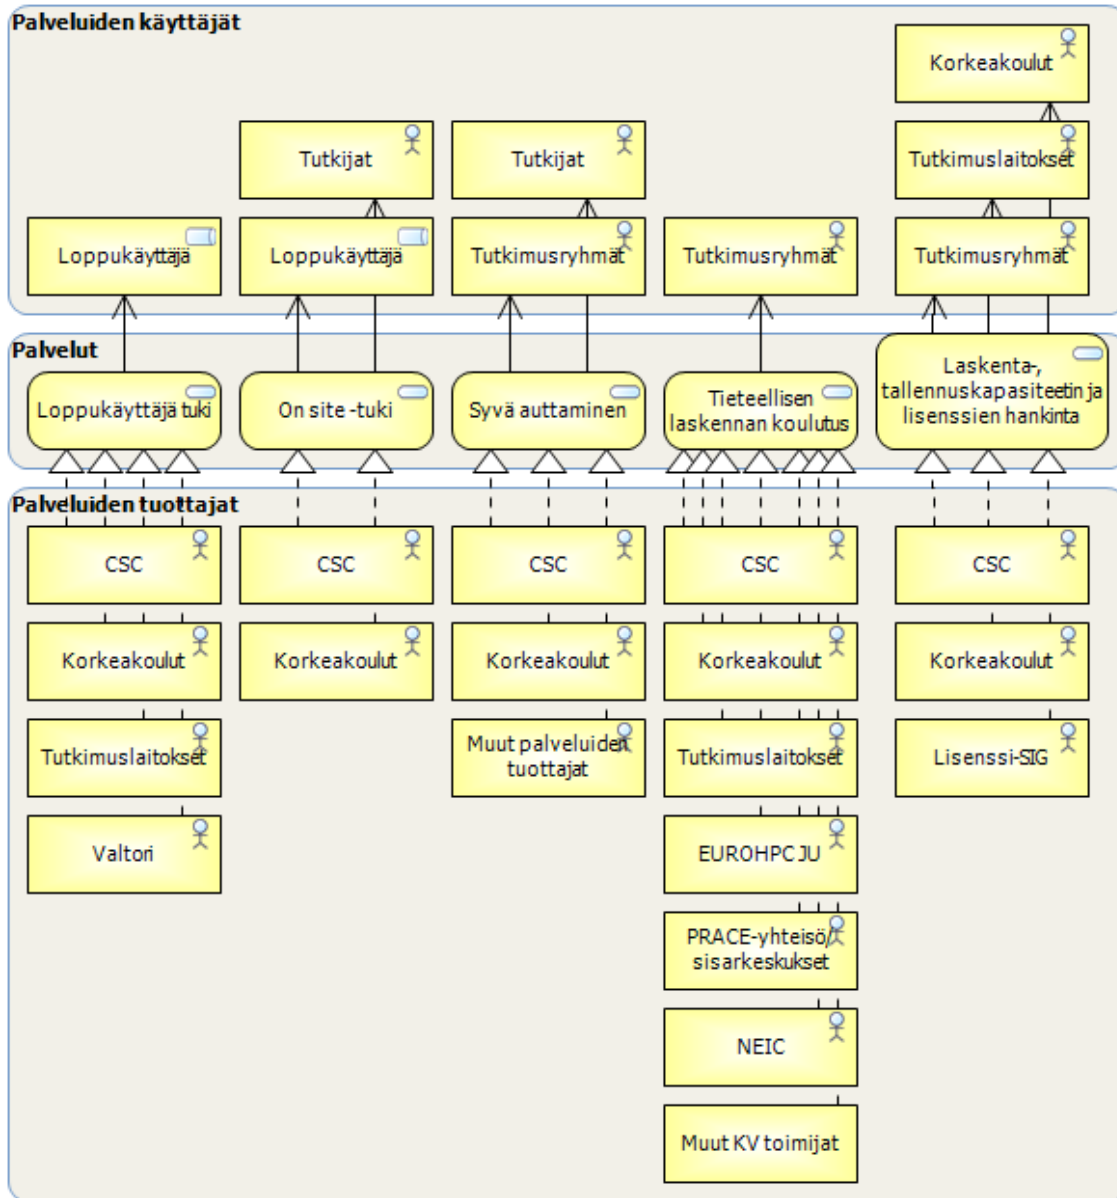 Palveluiden käyttäjät
Korkeakoulut
Tutkijat
Tutkijat
Tutkimuslaitokset
Loppukäyttäjä
Loppukäyttäjä
Tutkimusryhmät
Tutkimusryhmät
Tutkimusryhmät
Palvelut
Loppukäyttäjä tuki
On site -tuki
Syvä auttaminen
Tieteellisen
laskennan koulutus
Laskenta-,
tallennuskapasiteetin ja
lisenssien hankinta
Palveluiden tuottajat
CSC
CSC
CSC
CSC
CSC
Korkeakoulut
Korkeakoulut
Korkeakoulut
Korkeakoulut
Korkeakoulut
Tutkimuslaitokset
Muut palveluiden
tuottajat
Tutkimuslaitokset
Lisenssi-SIG
Valtori
EUROHPC JU
PRACE-yhteisö/
sisarkeskukset
NEIC
Muut KV toimijat